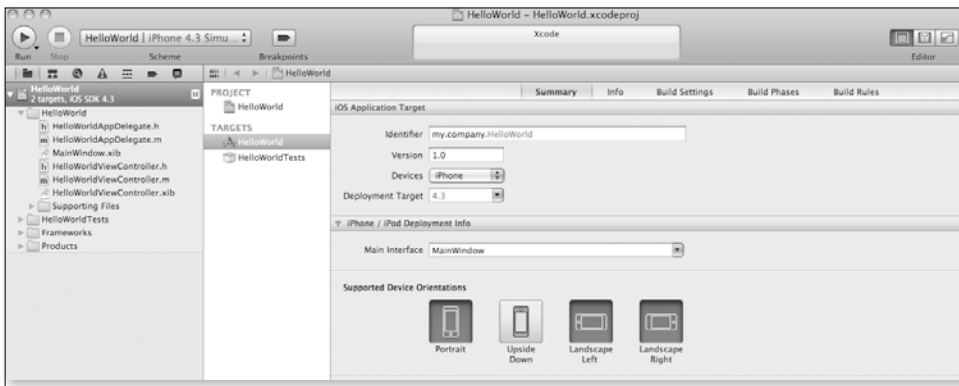 HelloWorld – HelloWorld.xcodeproj
HelloWorld | iPhone 4.3 Simu...
Xcode
Run
Stop
Scheme
Breakpoints
Editor
HelloWorld
HelloWorld
2 targets, iOS SDK 4.3
M
HelloWorld
h HelloWorldAppDelegate.h
m HelloWorldAppDelegate.m
MainWindow.xib
h HelloWorldViewController.h
m HelloWorldViewController.m
HelloWorldViewController.xib
Supporting Files
HelloWorldTests
Frameworks
Products
PROJECT
HelloWorld
TARGETS
HelloWorld
HelloWorldTests
Summary
Info
Build Settings
Build Phases
Build Rules
iOS Application Target
Identifier my.company.HelloWorld
Version 1.0
Devices iPhone
Deployment Target 4.3
iPhone / iPod Deployment Info
Main Interface MainWindow
Supported Device Orientations
Portrait
Upside
Down
Landscape
Left
Landscape
Right